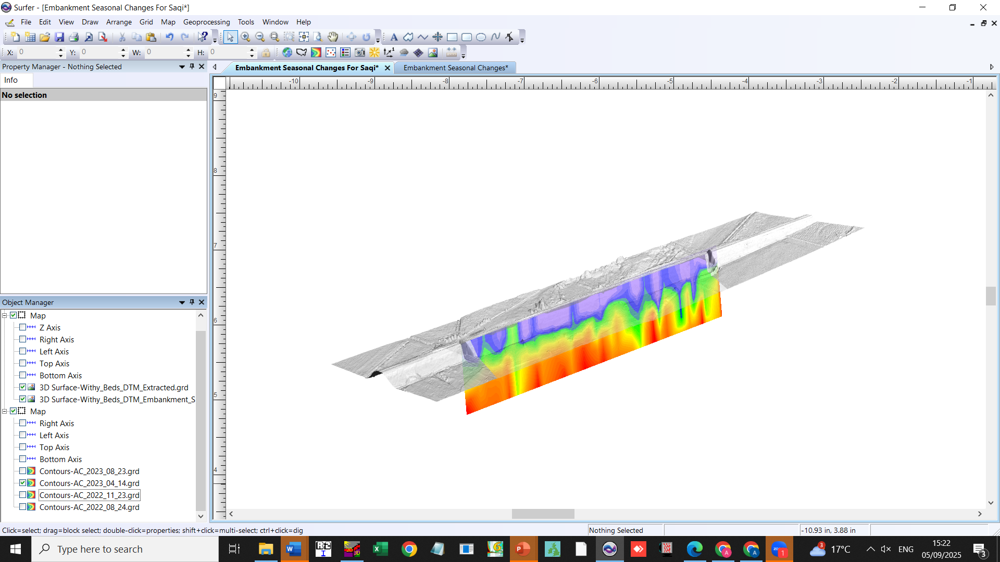 Surfer - [Embankment Seasonal Changes For Saqi*]
File Edit View Draw Arrange Grid Map Geoprocessing Tools Window Help
X: 0 Y: 0 W: 0 H: 0
Property Manager - Nothing Selected
Embankment Seasonal Changes For Saqi* Embankment Seasonal Changes*
Info
-10 -9 -8 -7 -6 -5 -4 -3 -2 -1
No selection
9
8
7
6
5
4
Object Manager
Map
Z Axis
Right Axis
Left Axis
Top Axis
Bottom Axis
3D Surface-Withy_Beds_DTM_Extracted.grd
3D Surface-Withy_Beds_DTM_Embankment_S
Map
Right Axis
Left Axis
Top Axis
Bottom Axis
Contours-AC_2023_08_23.grd
Contours-AC_2023_04_14.grd
Contours-AC_2022_11_23.grd
Contours-AC_2022_08_24.grd
Click=select; drag=block select; double-click=properties; shift+click=multi-select; ctrl+click=dig
Nothing Selected
-10.93 in, 3.88 in
Type here to search
3
17°C
ENG
15:22
05/09/2025
3